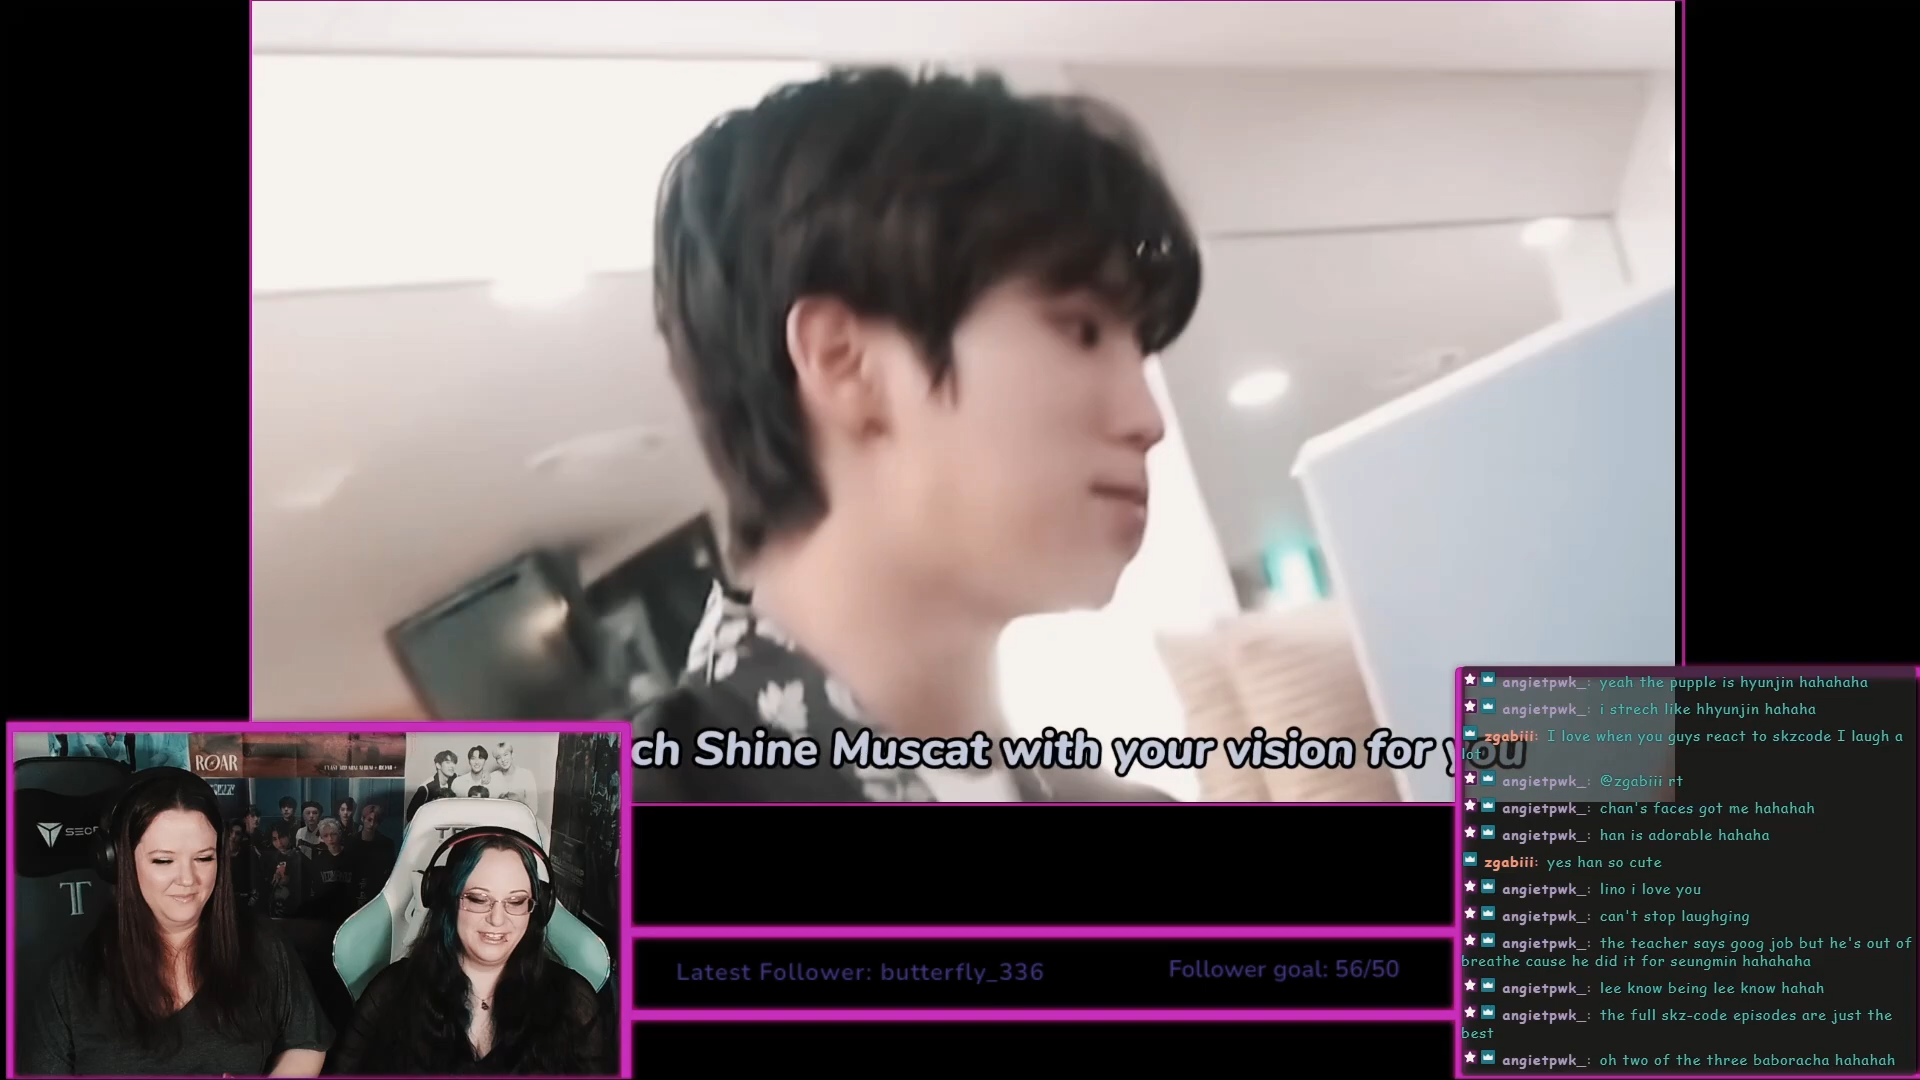 ch Shine Muscat with your vision for you
ROAR
SECR
T
Latest Follower: butterfly_336
Follower goal: 56/50
angietpwk_: yeah the pupple is hyunjin hahahaha
angietpwk_: i strech like hhyunjin hahaha
zgabiii: I love when you guys react to skzcode I laugh a
lot
angietpwk_: @zgabiii rt
angietpwk_: chan's faces got me hahahah
angietpwk_: han is adorable hahaha
zgabiii: yes han so cute
angietpwk_: lino i love you
angietpwk_: can't stop laughging
angietpwk_: the teacher says goog job but he's out of
breathe cause he did it for seungmin hahahaha
angietpwk_: lee know being lee know hahah
angietpwk_: the full skz-code episodes are just the
best
angietpwk_: oh two of the three baboracha hahahah